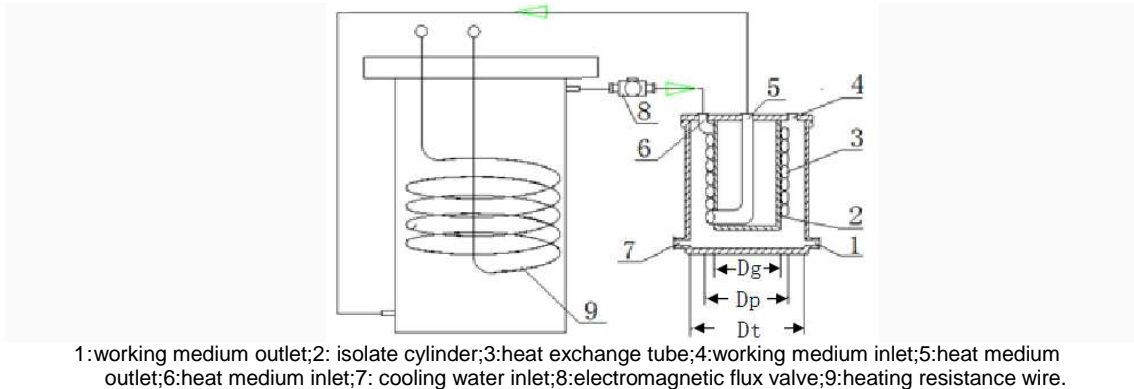 5
4
8
6
3
2
7
1
Dg
Dp
9
Dt
1:working medium outlet;2: isolate cylinder;3:heat exchange tube;4:working medium inlet;5:heat medium
outlet;6:heat medium inlet;7: cooling water inlet;8:electromagnetic flux valve;9:heating resistance wire.